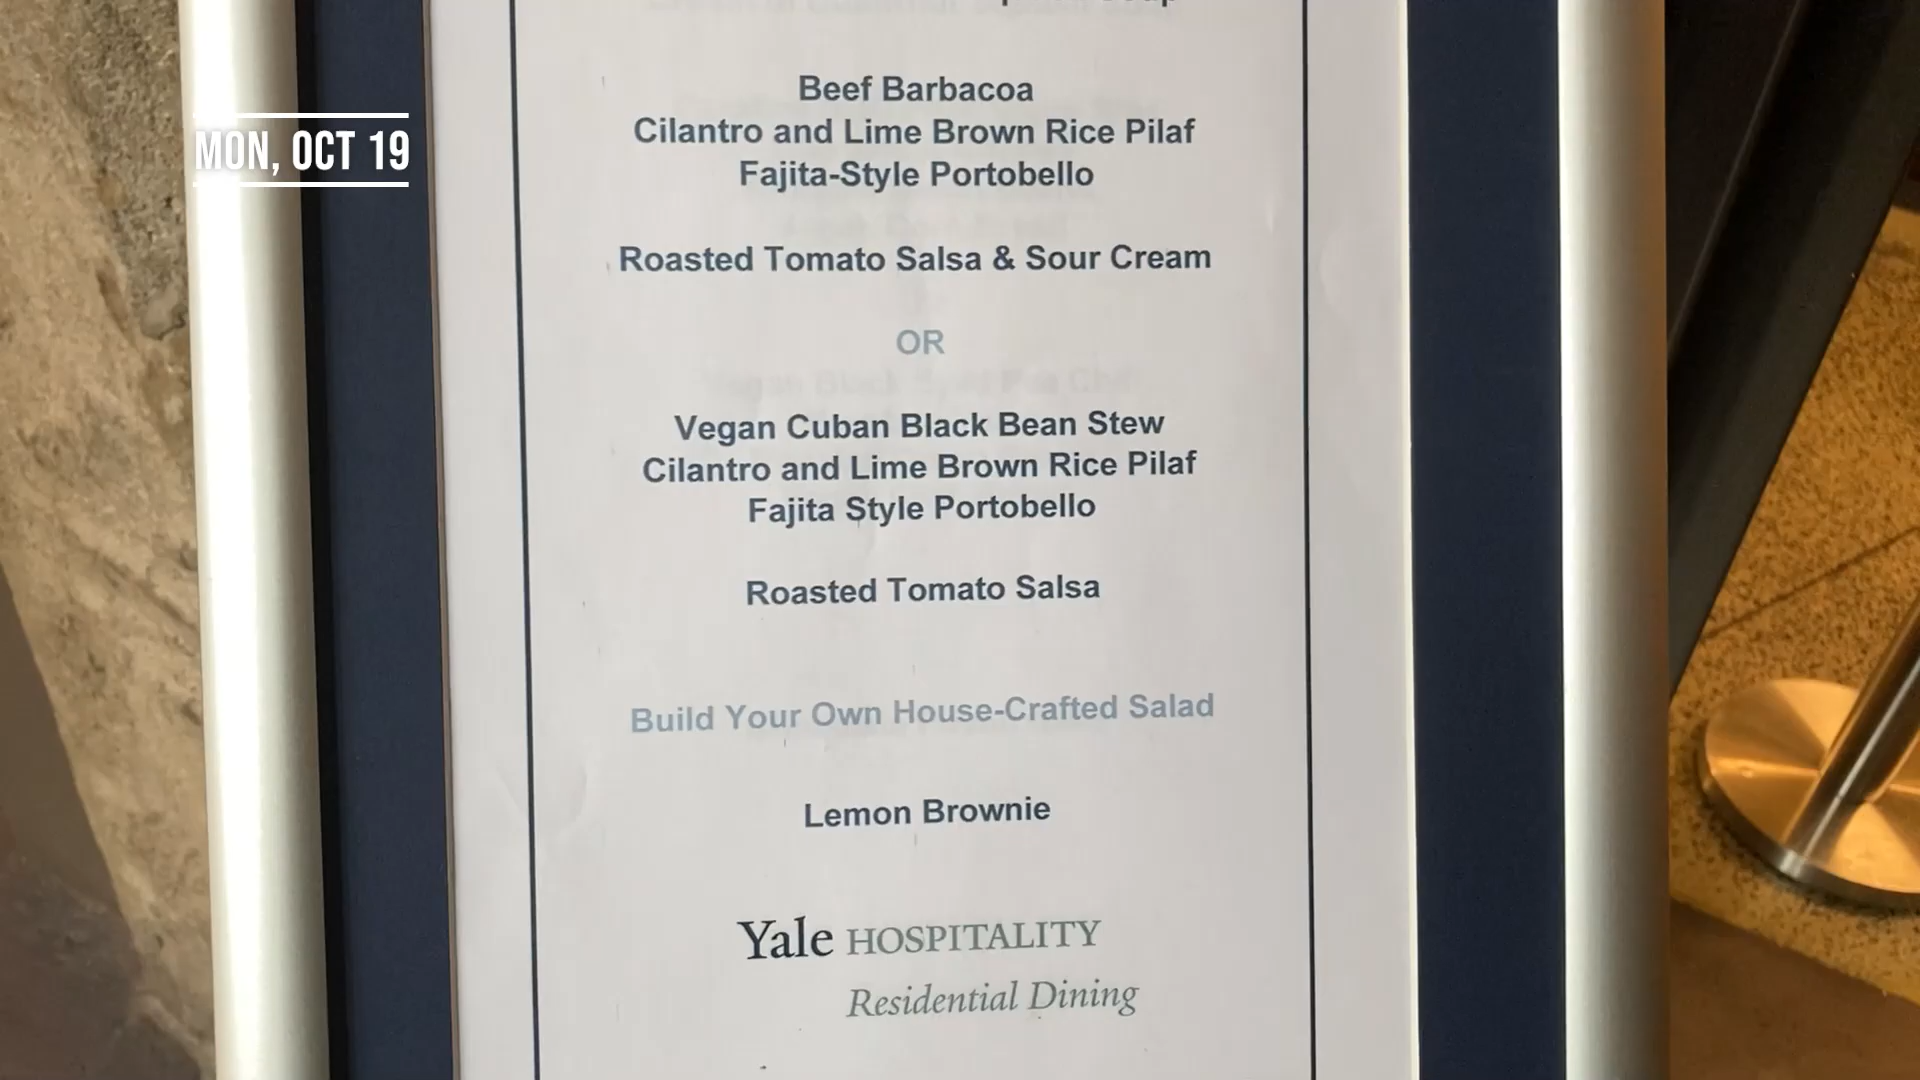 MON, OCT 19
Beef Barbacoa
Cilantro and Lime Brown Rice Pilaf
Fajita-Style Portobello
Roasted Tomato Salsa & Sour Cream
OR
Vegan Cuban Black Bean Stew
Cilantro and Lime Brown Rice Pilaf
Fajita Style Portobello
Roasted Tomato Salsa
Build Your Own House-Crafted Salad
Lemon Brownie
Yale HOSPITALITY
Residential Dining